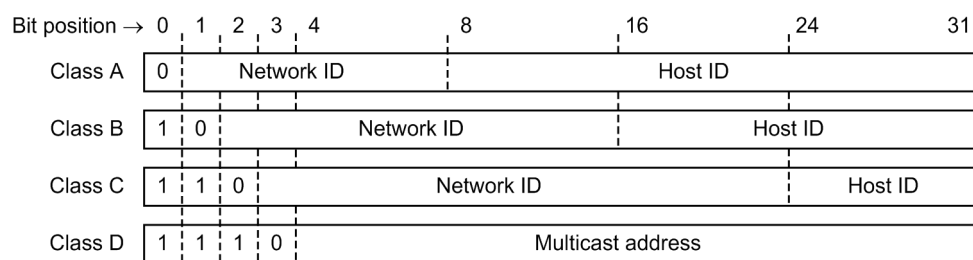 Bit position → 0 1 2 3 4 8 16 24 31
Class A 0 Network ID Host ID
Class B 1 0 Network ID Host ID
Class C 1 1 0 Network ID Host ID
Class D 1 1 1 0 Multicast address